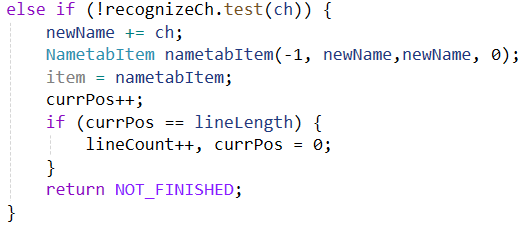 else if (!recognizeCh.test(ch)) {
    newName += ch;
    NametabItem nametabItem(-1, newName,newName, 0);
    item = nametabItem;
    currPos++;
    if (currPos == lineLength) {
        lineCount++, currPos = 0;
    }
    return NOT_FINISHED;
}